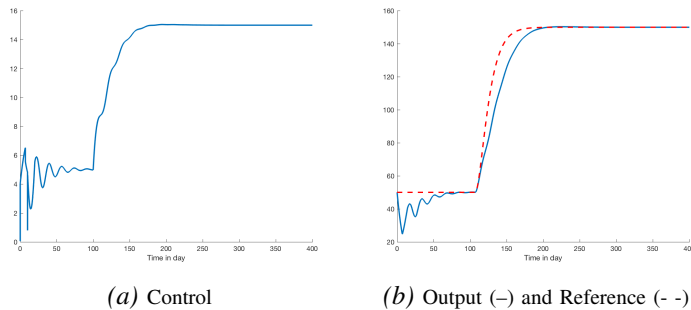 16
14
12
10
8
6
4
2
0
0 50 100 150 200 250 300 350 400
Time in day
(a) Control
160
140
120
100
80
60
40
20
0 50 100 150 200 250 300 350 40
Time in day
(b) Output (–) and Reference (- -)